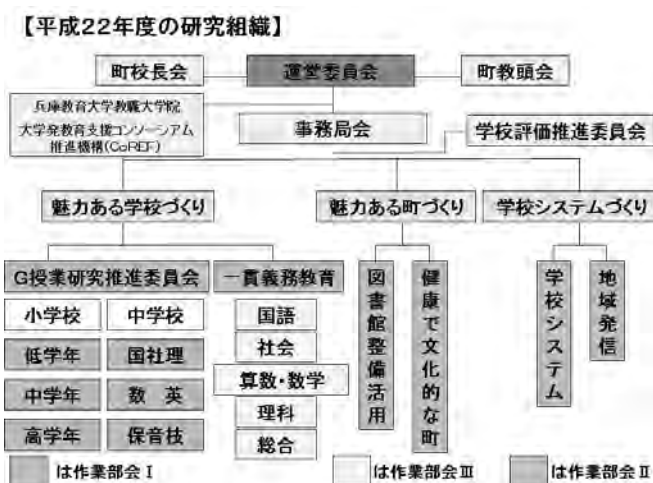 【平成22年度の研究組織】
町校長会
運営委員会
町教頭会
兵庫教育大学教職大学院
大学発教育支援コンソーシアム
推進機構(CoREF)
事務局会
学校評価推進委員会
魅力ある学校づくり
魅力ある町づくり
学校システムづくり
G授業研究推進委員会
一貫義務教育
小学校
中学校
低学年
国社理
中学年
数 英
高学年
保音技
国語
社会
算数・数学
理科
総合
図書館整備活用
健康で文化的な町
学校システム
地域発信
は作業部会Ⅰ
は作業部会Ⅲ
は作業部会Ⅱ